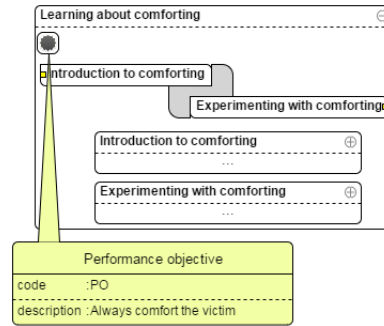 Learning about comforting
Introduction to comforting
Experimenting with comforting
Introduction to comforting
...
Experimenting with comforting
...
Performance objective
code :PO
description :Always comfort the victim